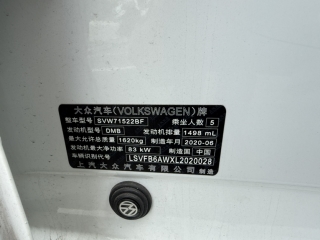 大众汽车(VOLKSWAGEN)牌
整车型号 SVW71522BF 乘坐人数 5
发动机型号 DMB 发动机排量 1498 mL
最大允许总质量 1620kg 制造年月 2020-06
发动机最大净功率 83 kW 制造国 中国
车辆识别代号 LSVFB6AWXL2020028
上汽大众汽车有限公司 制造